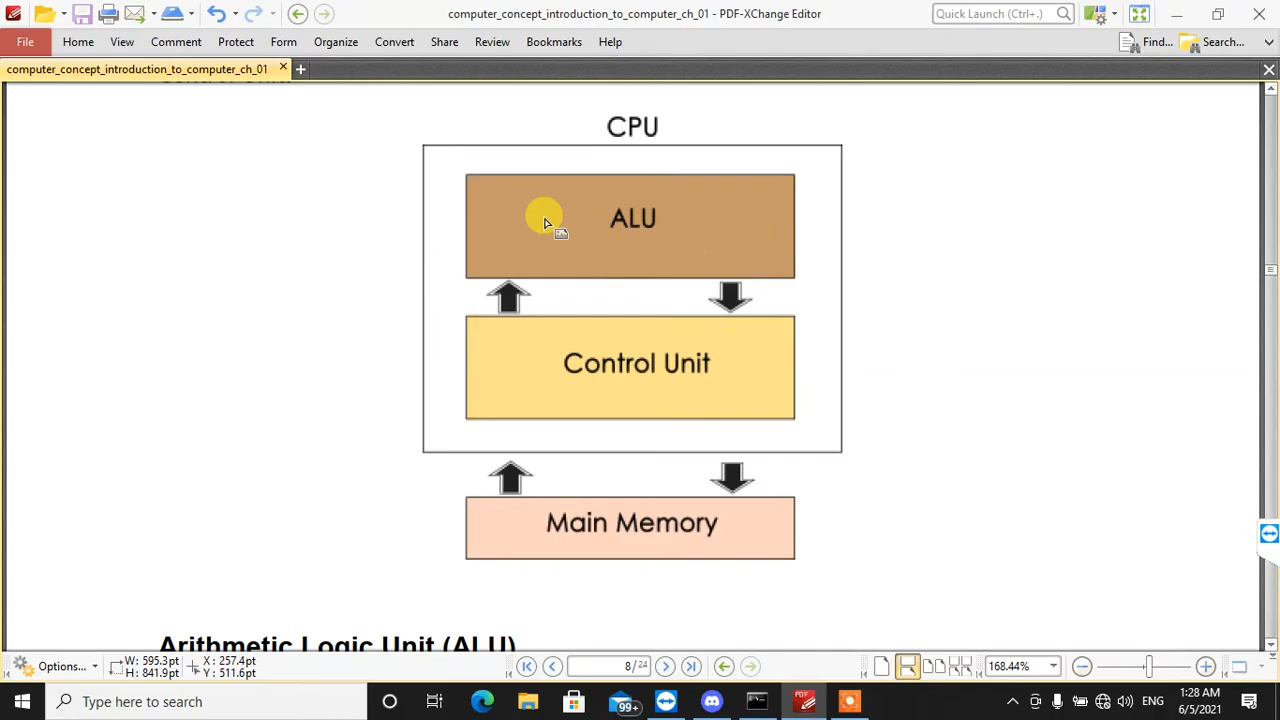 computer_concept_introduction_to_computer_ch_01 - PDF-XChange Edi
Quick Launch (Ctrl+.)
File Home View Comment Protect Form Organize Convert Share Review Bookmarks Help
Find... Search...
computer_concept_introduction_to_computer_ch_01
CPU
ALU
Control Unit
Main Memory
Arithmetic Logic Unit (ALU)
Options...
W: 595.3pt
H: 841.9pt
X: 257.4pt
Y: 511.6pt
8 / 24
168.44%
Type here to search
99+
PDF
ENG
1:28 AM
6/5/2021